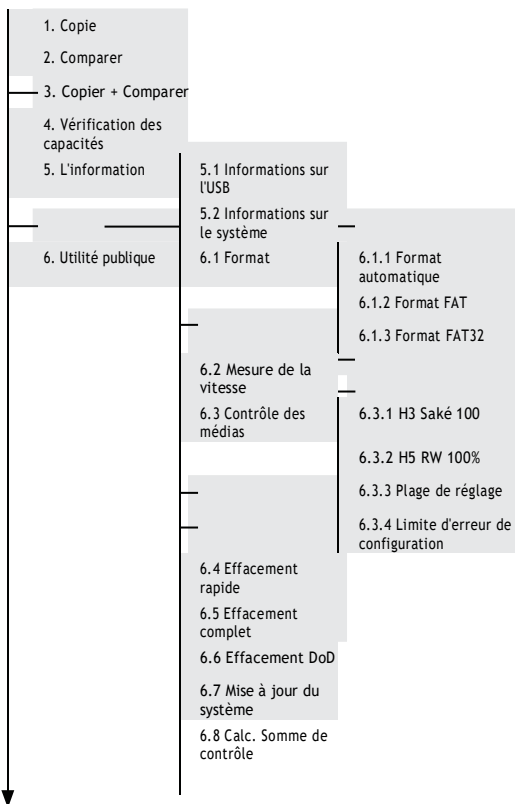 1. Copie
2. Comparer
3. Copier + Comparer
4. Vérification des
capacités
5. L'information
5.1 Informations sur
l'USB
5.2 Informations sur
le système
6. Utilité publique
6.1 Format
6.1.1 Format
automatique
6.1.2 Format FAT
6.1.3 Format FAT32
6.2 Mesure de la
vitesse
6.3 Contrôle des
médias
6.3.1 H3 Saké 100
6.3.2 H5 RW 100%
6.3.3 Plage de réglage
6.3.4 Limite d'erreur de
configuration
6.4 Effacement
rapide
6.5 Effacement
complet
6.6 Effacement DoD
6.7 Mise à jour du
système
6.8 Calc. Somme de
contrôle